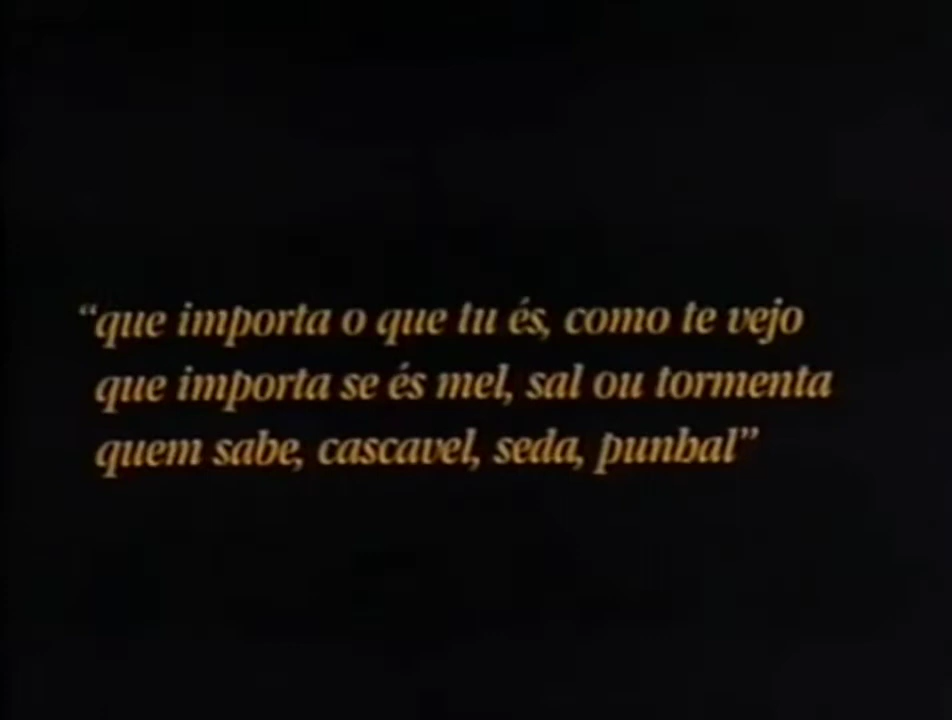 “que importa o que tu és, como te vejo
que importa se és mel, sal ou tormenta
quem sabe, cascavel, seda, punhal”